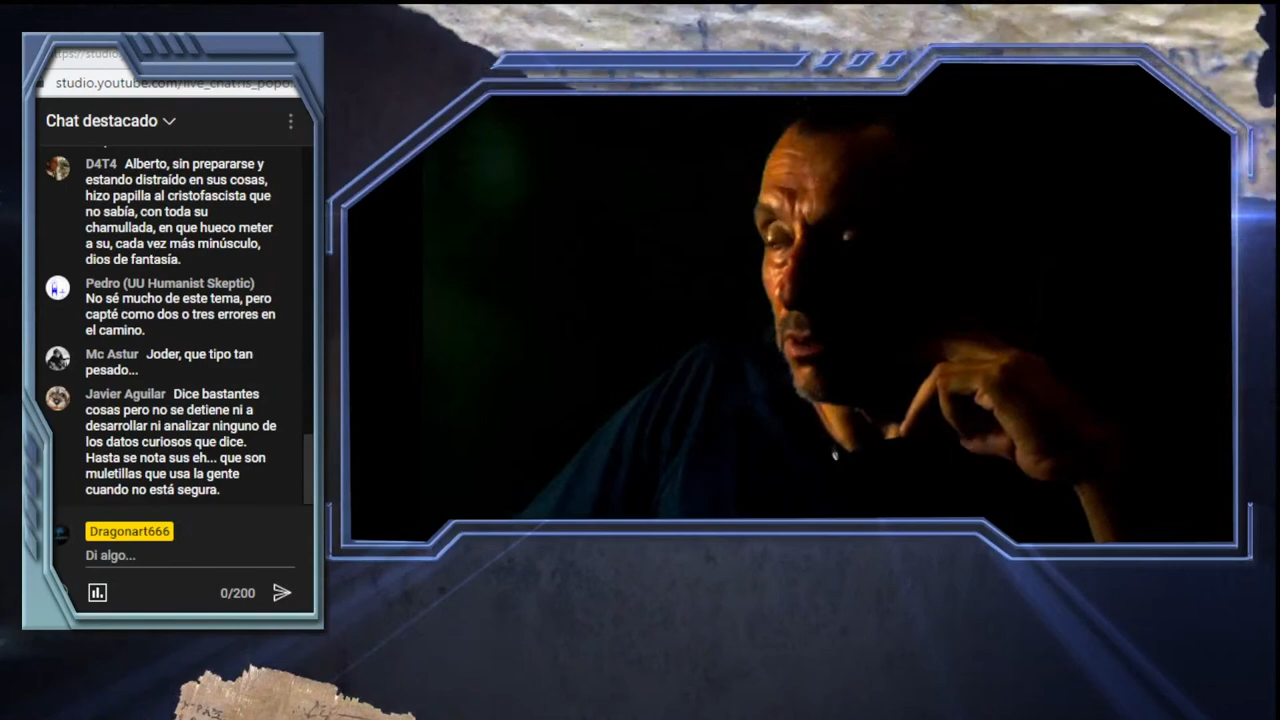 studio.youtube.com/live_chat?is_popo
Chat destacado
D4T4 Alberto, sin prepararse y
estando distraído en sus cosas,
hizo papilla al cristofascista que
no sabía, con toda su
chamullada, en que hueco meter
a su, cada vez más minúsculo,
dios de fantasía.
Pedro (UU Humanist Skeptic)
No sé mucho de este tema, pero
capté como dos o tres errores en
el camino.
Mc Astur Joder, que tipo tan
pesado...
Javier Aguilar Dice bastantes
cosas pero no se detiene ni a
desarrollar ni analizar ninguno de
los datos curiosos que dice.
Hasta se nota sus eh... que son
muletillas que usa la gente
cuando no está segura.
Dragonart666
Di algo...
0/200